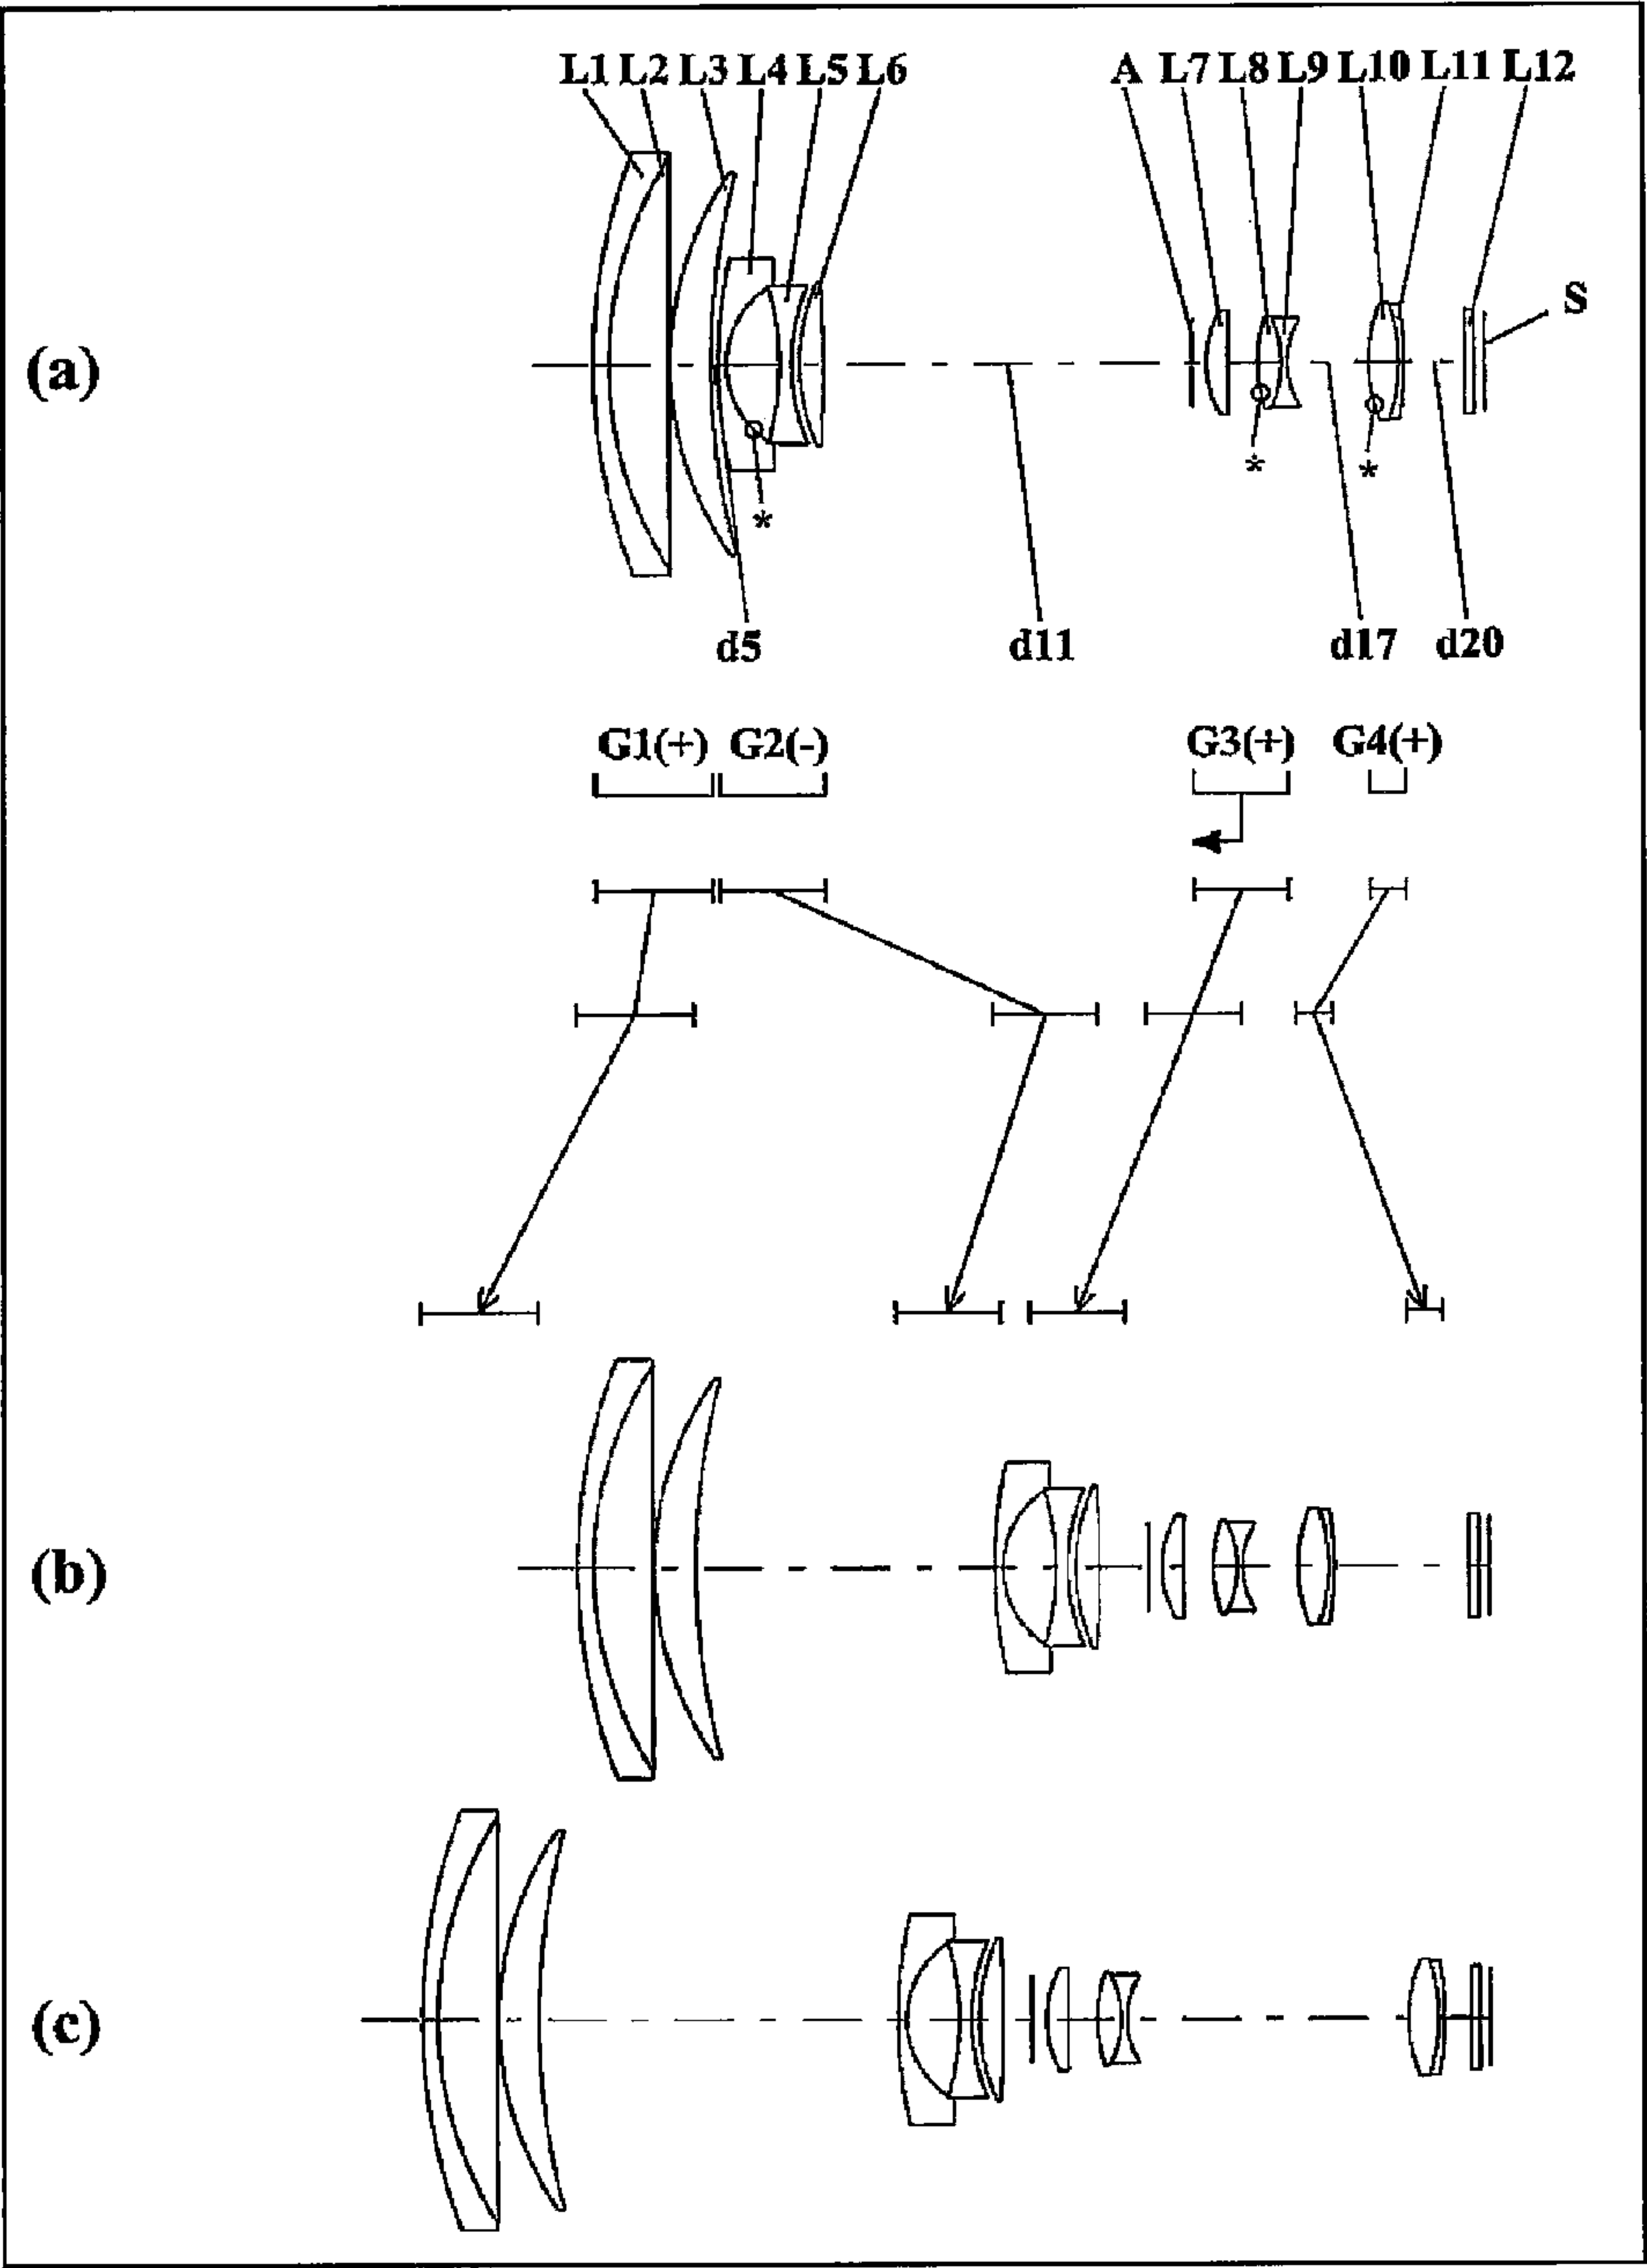 L1 L2 L3 L4 L5 L6 A L7 L8 L9 L10 L11 L12
S
(a)
* *
*
d5 d11 d17 d20
G1(+) G2(-) G3(+) G4(+)
(b)
(c)